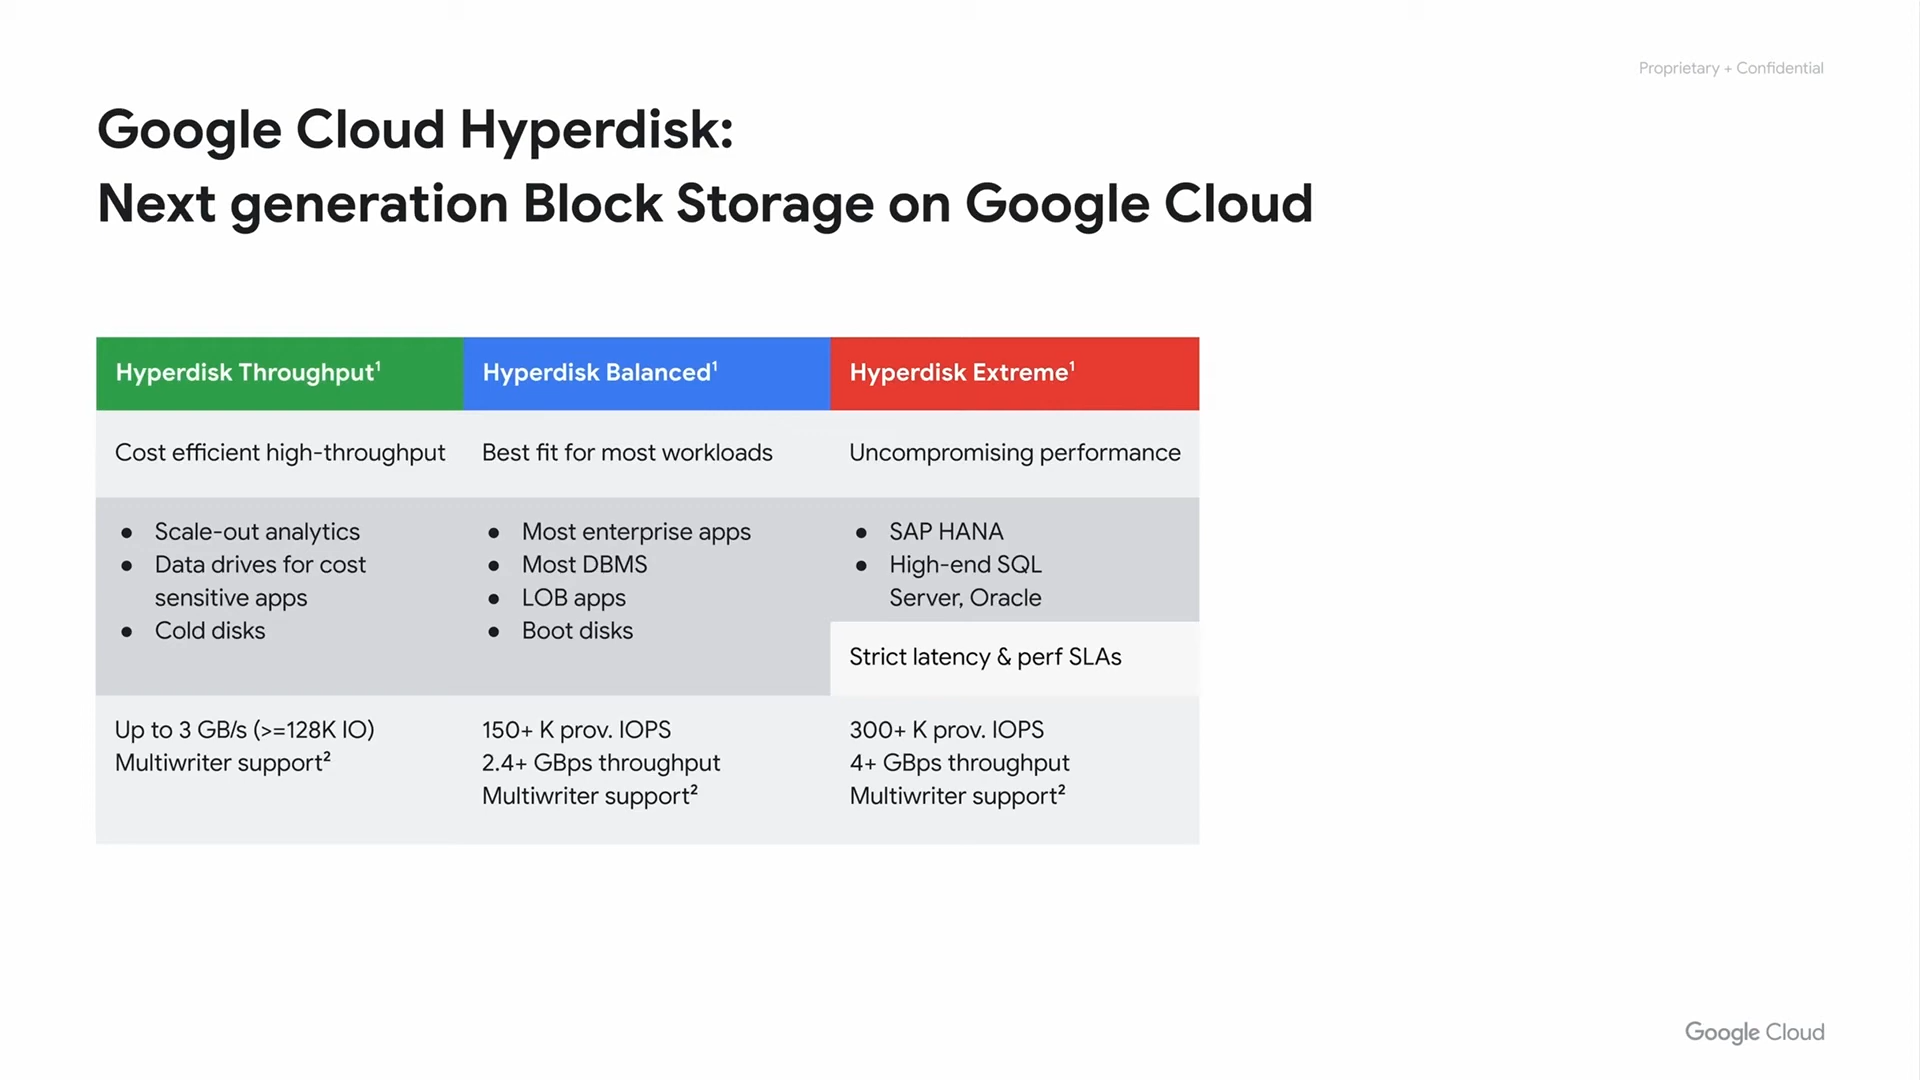 Proprietary + Confidential
Google Cloud Hyperdisk:
Next generation Block Storage on Google Cloud
Hyperdisk Throughput¹
Cost efficient high-throughput
● Scale-out analytics
● Data drives for cost
sensitive apps
● Cold disks
Up to 3 GB/s (>=128K IO)
Multiwriter support²
Hyperdisk Balanced¹
Best fit for most workloads
● Most enterprise apps
● Most DBMS
● LOB apps
● Boot disks
150+ K prov. IOPS
2.4+ GBps throughput
Multiwriter support²
Hyperdisk Extreme¹
Uncompromising performance
● SAP HANA
● High-end SQL
Server, Oracle
Strict latency & perf SLAs
300+ K prov. IOPS
4+ GBps throughput
Multiwriter support²
Google Cloud